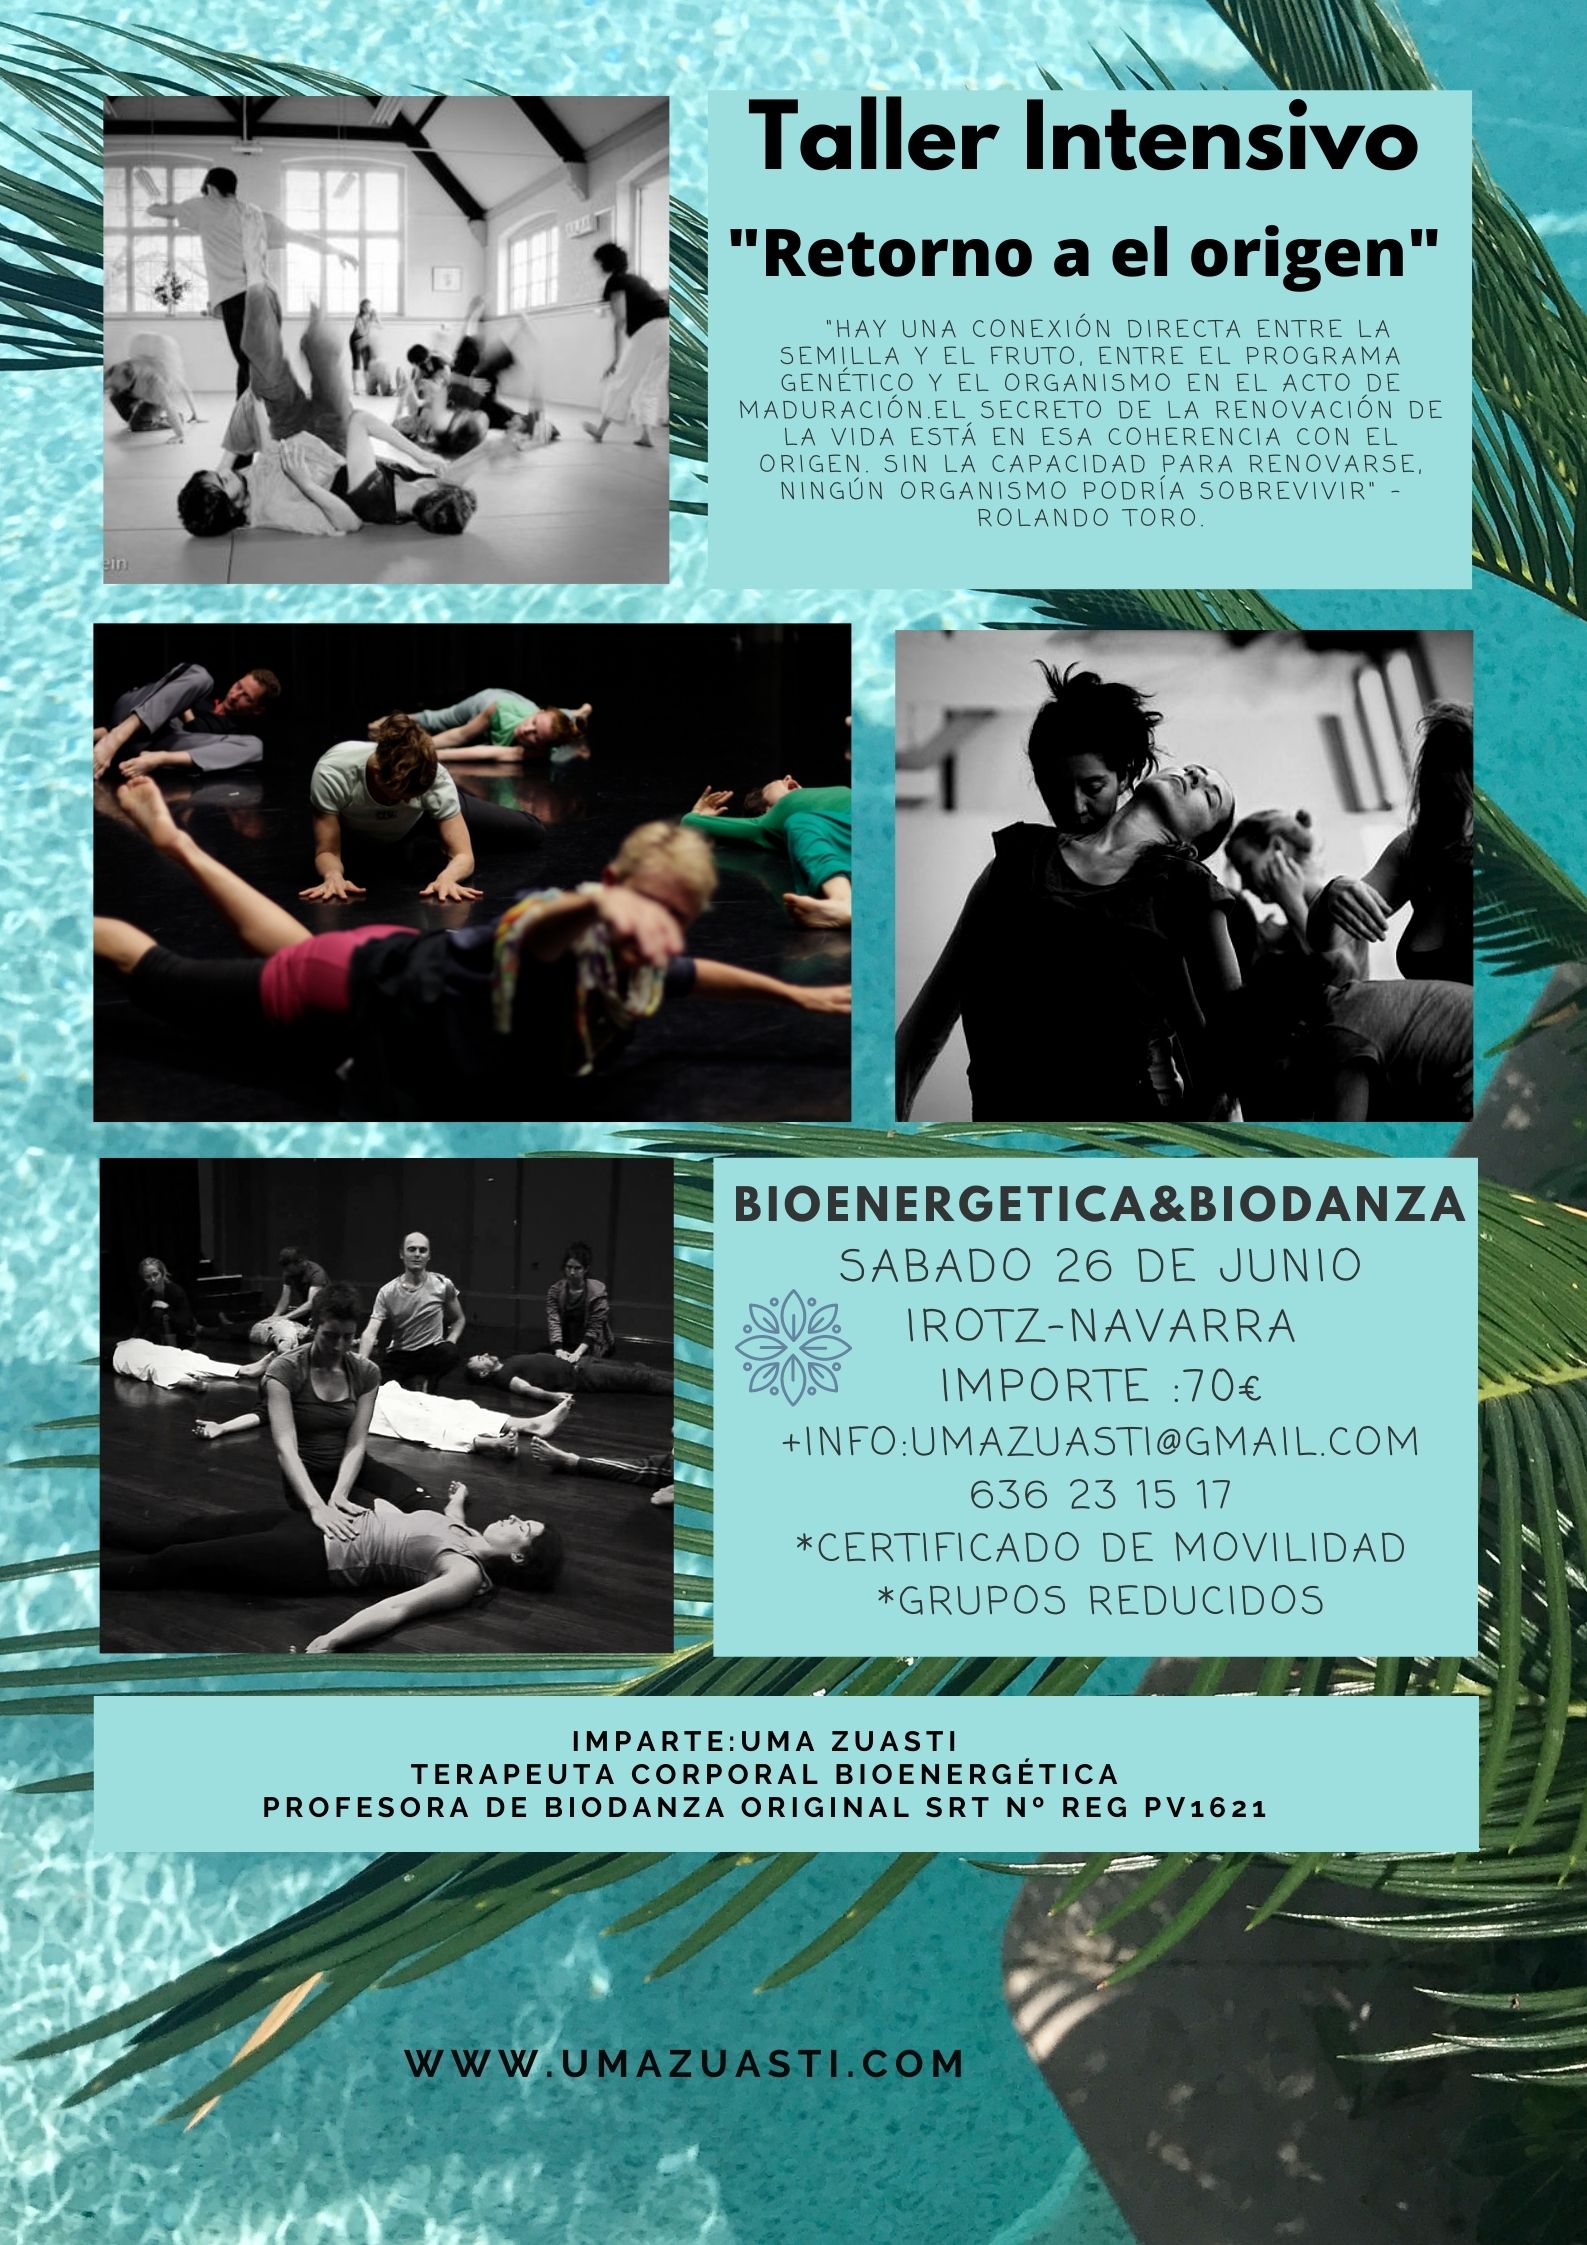 Taller Intensivo
"Retorno a el origen"
"HAY UNA CONEXIÓN DIRECTA ENTRE LA
SEMILLA Y EL FRUTO, ENTRE EL PROGRAMA
GENÉTICO Y EL ORGANISMO EN EL ACTO DE
MADURACIÓN.EL SECRETO DE LA RENOVACIÓN DE
LA VIDA ESTÁ EN ESA COHERENCIA CON EL
ORIGEN. SIN LA CAPACIDAD PARA RENOVARSE,
NINGÚN ORGANISMO PODRÍA SOBREVIVIR" -
ROLANDO TORO.
ein
BIOENERGETICA&BIODANZA
SABADO 26 DE JUNIO
IROTZ-NAVARRA
IMPORTE :70€
+INFO:UMAZUASTI@GMAIL.COM
636 23 15 17
*CERTIFICADO DE MOVILIDAD
*GRUPOS REDUCIDOS
IMPARTE:UMA ZUASTI
TERAPEUTA CORPORAL BIOENERGÉTICA
PROFESORA DE BIODANZA ORIGINAL SRT Nº REG PV1621
WWW.UMAZUASTI.COM